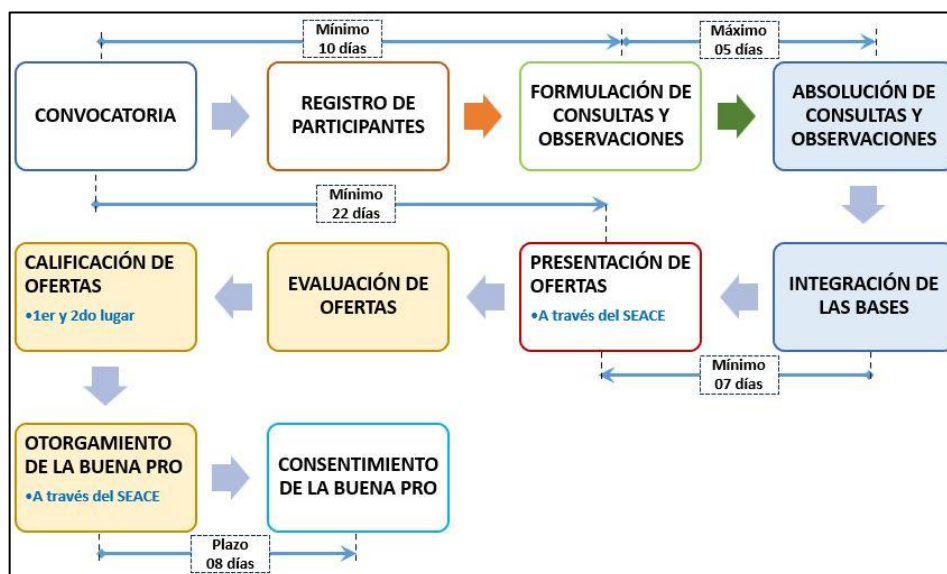 Mínimo
10 días
Máximo
05 días
CONVOCATORIA
REGISTRO DE
PARTICIPANTES
FORMULACIÓN DE
CONSULTAS Y
OBSERVACIONES
ABSOLUCIÓN DE
CONSULTAS Y
OBSERVACIONES
Mínimo
22 días
CALIFICACIÓN DE
OFERTAS
•1er y 2do lugar
EVALUACIÓN DE
OFERTAS
PRESENTACIÓN DE
OFERTAS
•A través del SEACE
INTEGRACIÓN DE
LAS BASES
Mínimo
07 días
OTORGAMIENTO
DE LA BUENA PRO
•A través del SEACE
CONSENTIMIENTO
DE LA BUENA PRO
Plazo
08 días